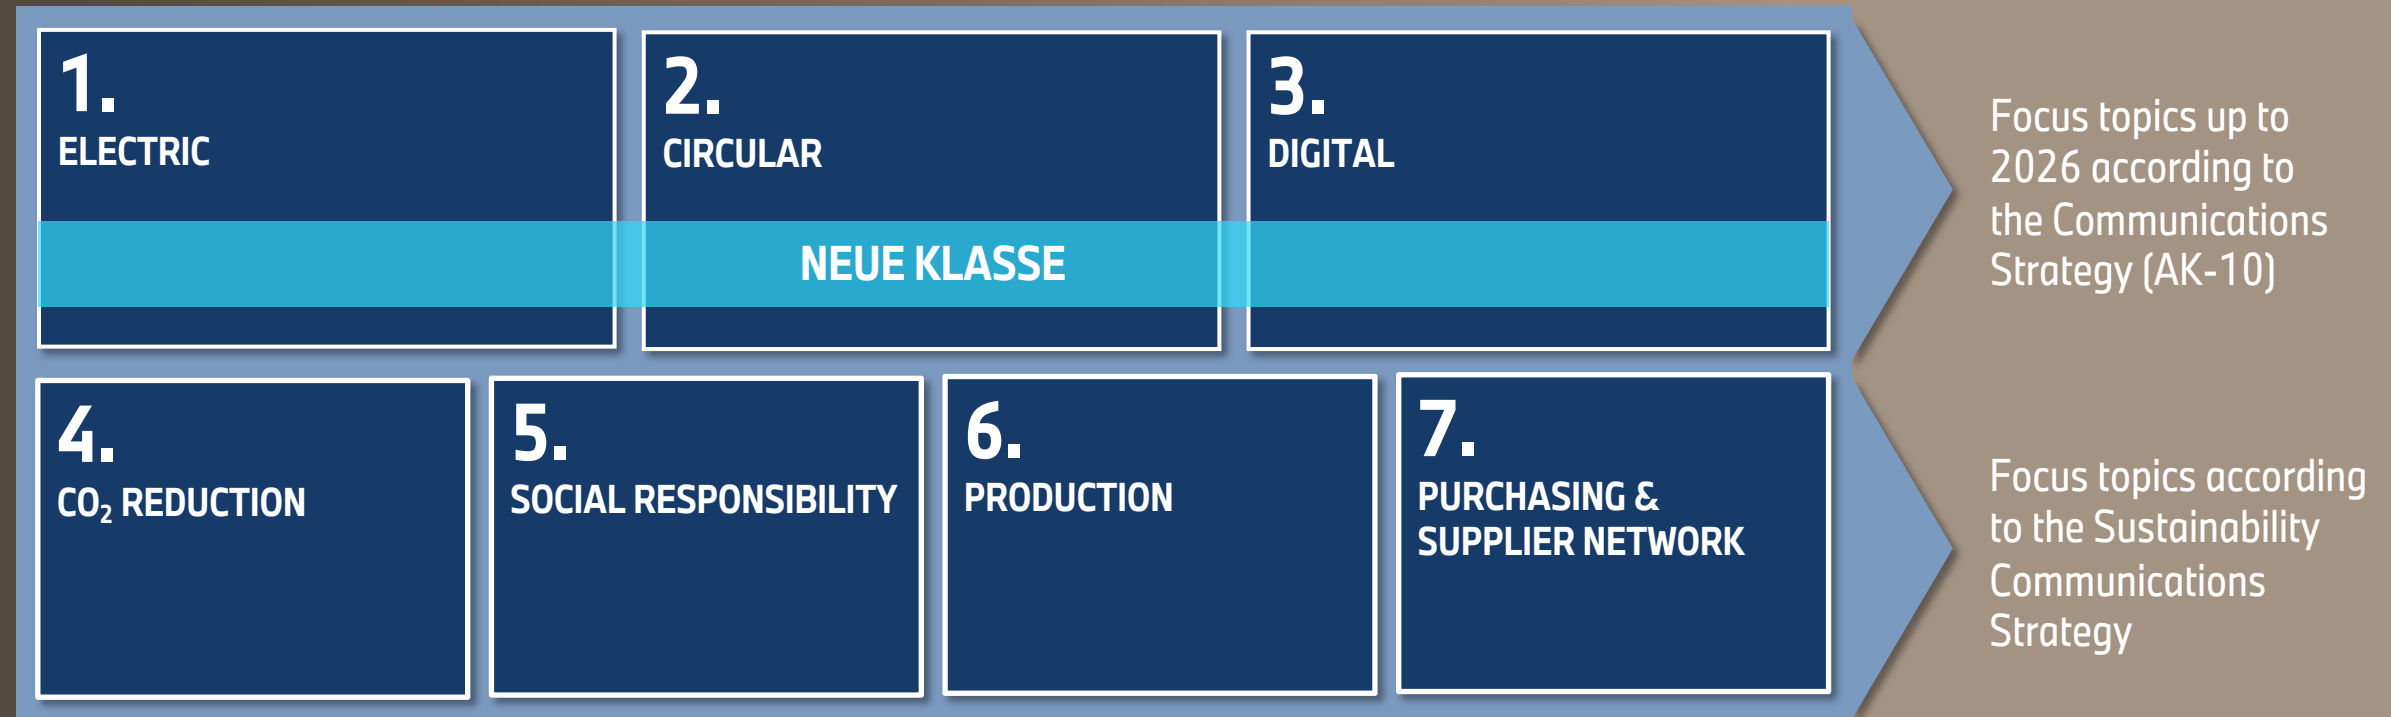 1.
ELECTRIC
2.
CIRCULAR
3.
DIGITAL
NEUE KLASSE
Focus topics up to
2026 according to
the Communications
Strategy (AK-10)
4.
CO₂ REDUCTION
5.
SOCIAL RESPONSIBILITY
6.
PRODUCTION
7.
PURCHASING &
SUPPLIER NETWORK
Focus topics according
to the Sustainability
Communications
Strategy